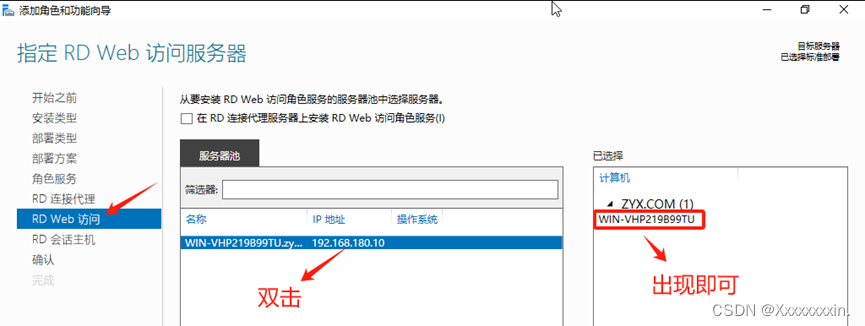 添加角色和功能向导
指定 RD Web 访问服务器
目标服务器
已选择标准部署
开始之前
安装类型
部署类型
部署方案
角色服务
RD 连接代理
RD Web 访问
RD 会话主机
确认
完成
从要安装 RD Web 访问角色服务的服务器池中选择服务器。
在 RD 连接代理服务器上安装 RD Web 访问角色服务(I)
服务器池
筛选器:
名称 IP 地址 操作系统
WIN-VHP219B99TU.zy... 192.168.180.10
双击
已选择
计算机
ZYX.COM (1)
WIN-VHP219B99TU
出现即可
CSDN @Xxxxxxxxin.